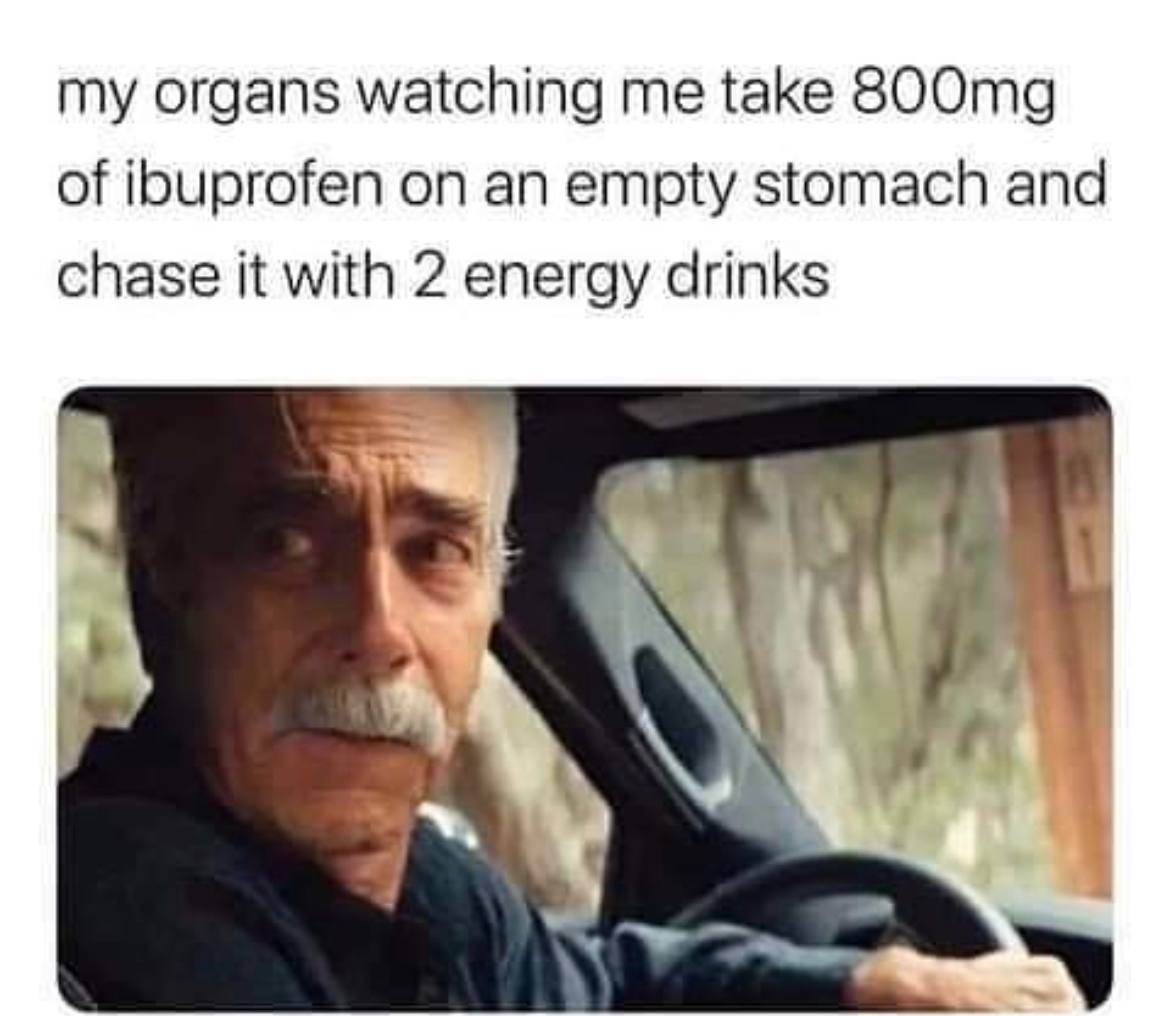 my organs watching me take 800mg
of ibuprofen on an empty stomach and
chase it with 2 energy drinks